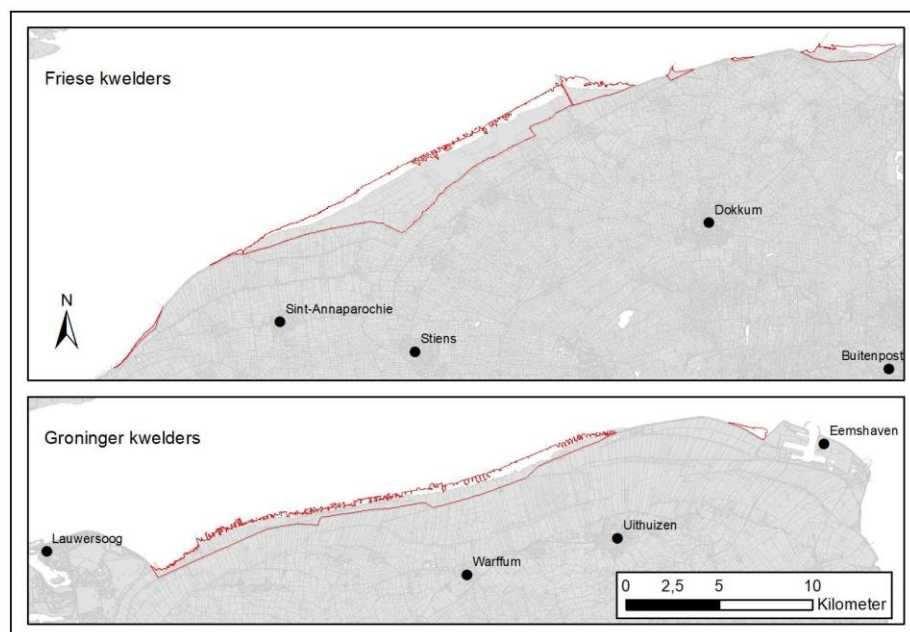 Friese kwelders
Dokkum
N
Sint-Annaparochie
Stiens
Buitenpost
Groninger kwelders
Eemshaven
Lauwersoog
Uithuizen
Warffum
0 2,5 5 10
Kilometer